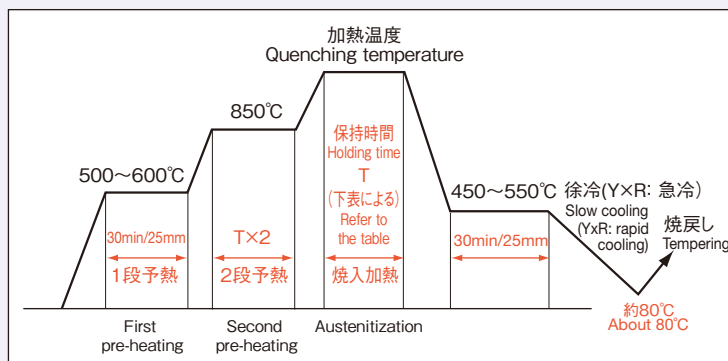 加熱温度
Quenching temperature
850℃
500～600℃
保持時間
Holding time
T
(下表による)
Refer to
the table
450～550℃
徐冷(Y×R: 急冷)
Slow cooling
(YxR: rapid
cooling)
焼戻し
Tempering
30min/25mm
1段予熱
T×2
2段予熱
焼入加熱
30min/25mm
約80℃
About 80℃
First
pre-heating
Second
pre-heating
Austenitization